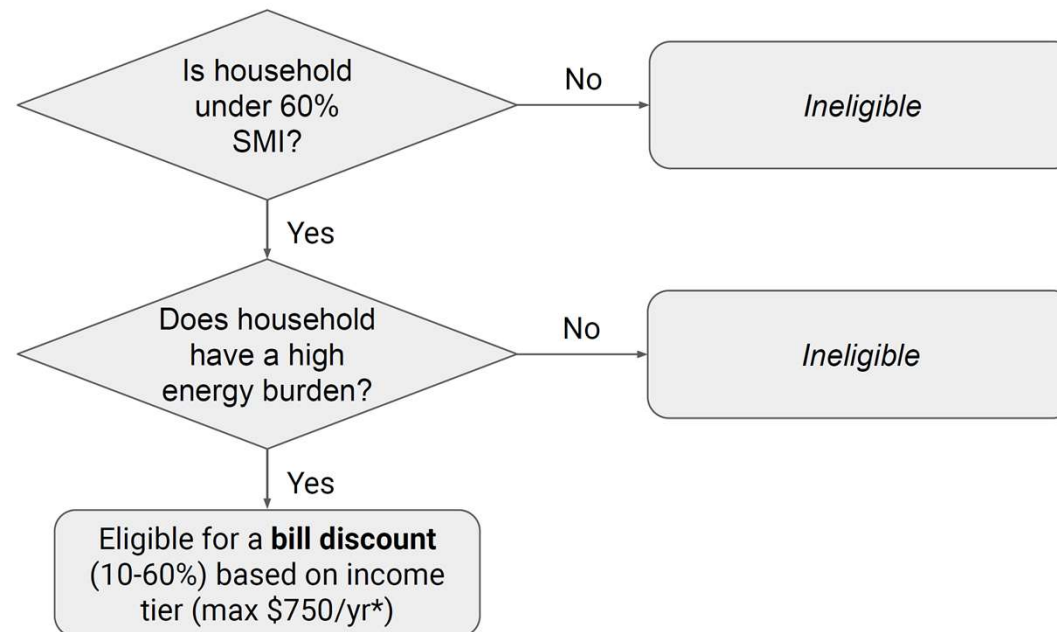 Is household
under 60%
SMI?
No
Ineligible
Yes
Does household
have a high
energy burden?
No
Ineligible
Yes
Eligible for a bill discount
(10-60%) based on income
tier (max $750/yr*)